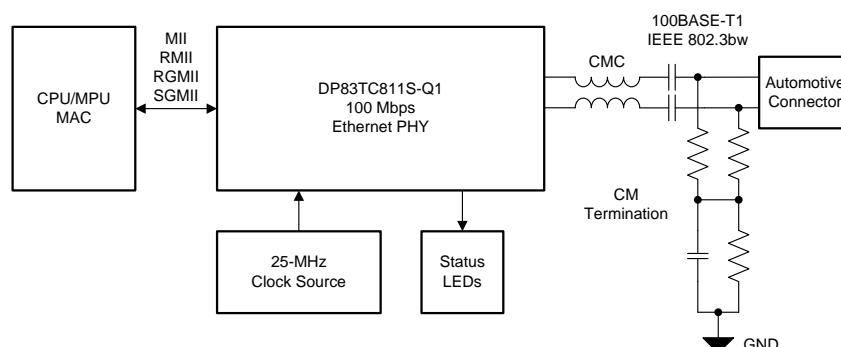 100BASE-T1
IEEE 802.3bw
MII
RMII
RGMII
SGMII
CMC
CPU/MPU
MAC
DP83TC811S-Q1
100 Mbps
Ethernet PHY
Automotive
Connector
CM
Termination
25-MHz
Clock Source
Status
LEDs
GND